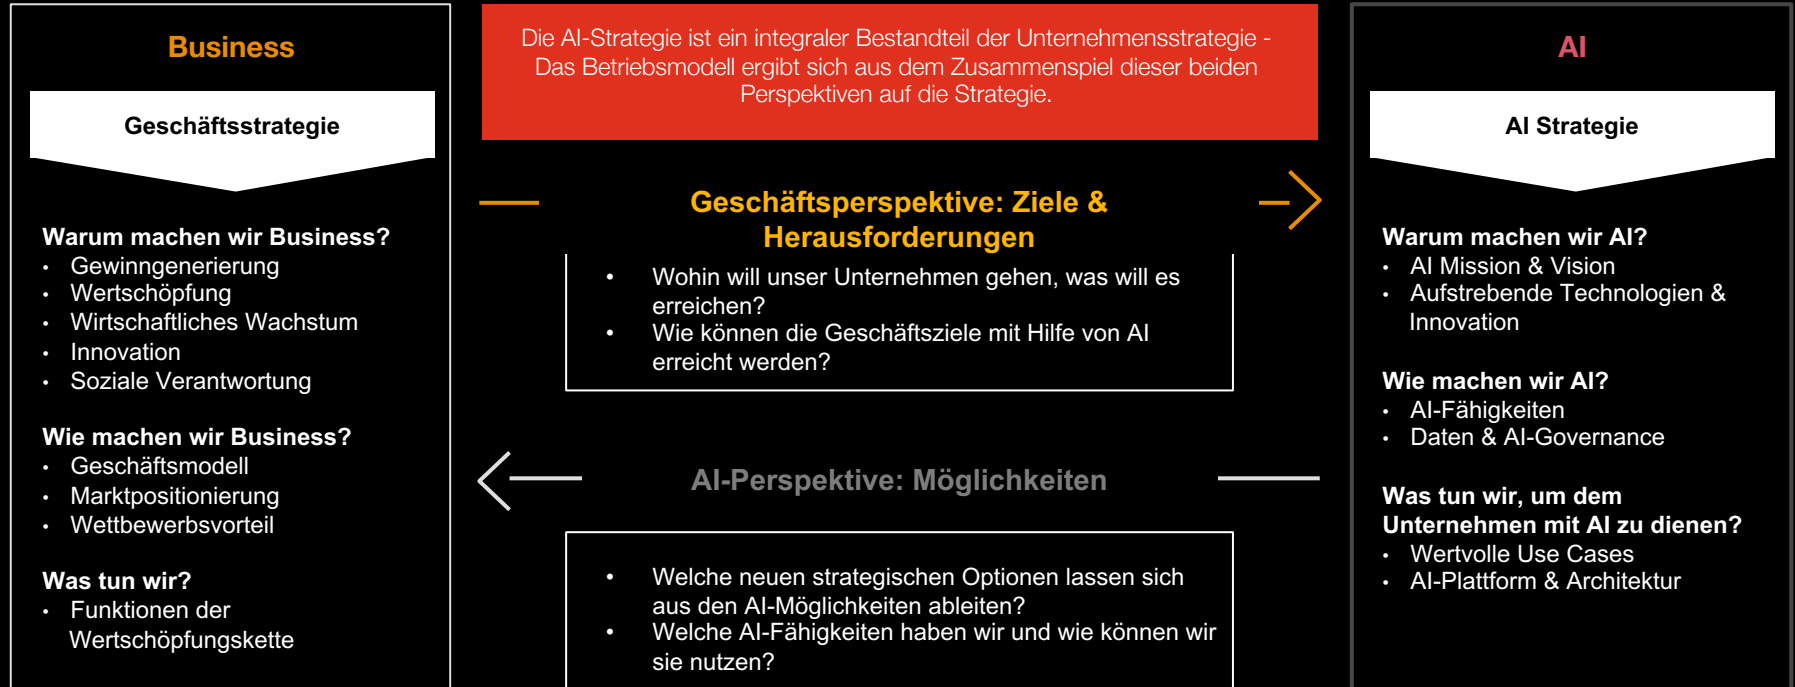 Business
Geschäftsstrategie
Warum machen wir Business?
• Gewinngenerierung
• Wertschöpfung
• Wirtschaftliches Wachstum
• Innovation
• Soziale Verantwortung
Wie machen wir Business?
• Geschäftsmodell
• Marktpositionierung
• Wettbewerbsvorteil
Was tun wir?
• Funktionen der
Wertschöpfungskette
Die AI-Strategie ist ein integraler Bestandteil der Unternehmensstrategie -
Das Betriebsmodell ergibt sich aus dem Zusammenspiel dieser beiden
Perspektiven auf die Strategie.
Geschäftsperspektive: Ziele &
Herausforderungen
• Wohin will unser Unternehmen gehen, was will es
erreichen?
• Wie können die Geschäftsziele mit Hilfe von AI
erreicht werden?
AI-Perspektive: Möglichkeiten
• Welche neuen strategischen Optionen lassen sich
aus den AI-Möglichkeiten ableiten?
• Welche AI-Fähigkeiten haben wir und wie können wir
sie nutzen?
AI
AI Strategie
Warum machen wir AI?
• AI Mission & Vision
• Aufstrebende Technologien &
Innovation
Wie machen wir AI?
• AI-Fähigkeiten
• Daten & AI-Governance
Was tun wir, um dem
Unternehmen mit AI zu dienen?
• Wertvolle Use Cases
• AI-Plattform & Architektur